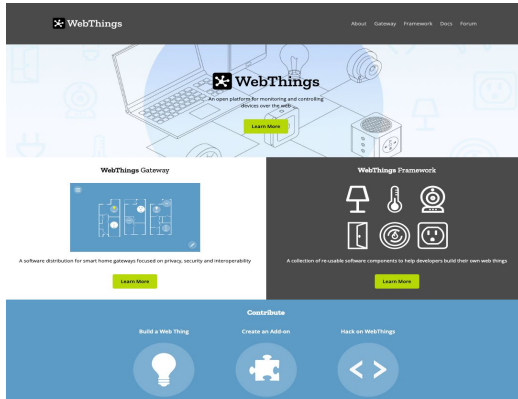 WebThings
About Gateway Framework Docs Forum
WebThings
An open platform for monitoring and controlling
devices over the web
Learn More
WebThings Gateway
A software distribution for smart home gateways focused on privacy, security and interoperability
Learn More
WebThings Framework
A collection of re-usable software components to help developers build their own web things
Learn More
Contribute
Build a Web Thing
Create an Add-on
Hack on WebThings